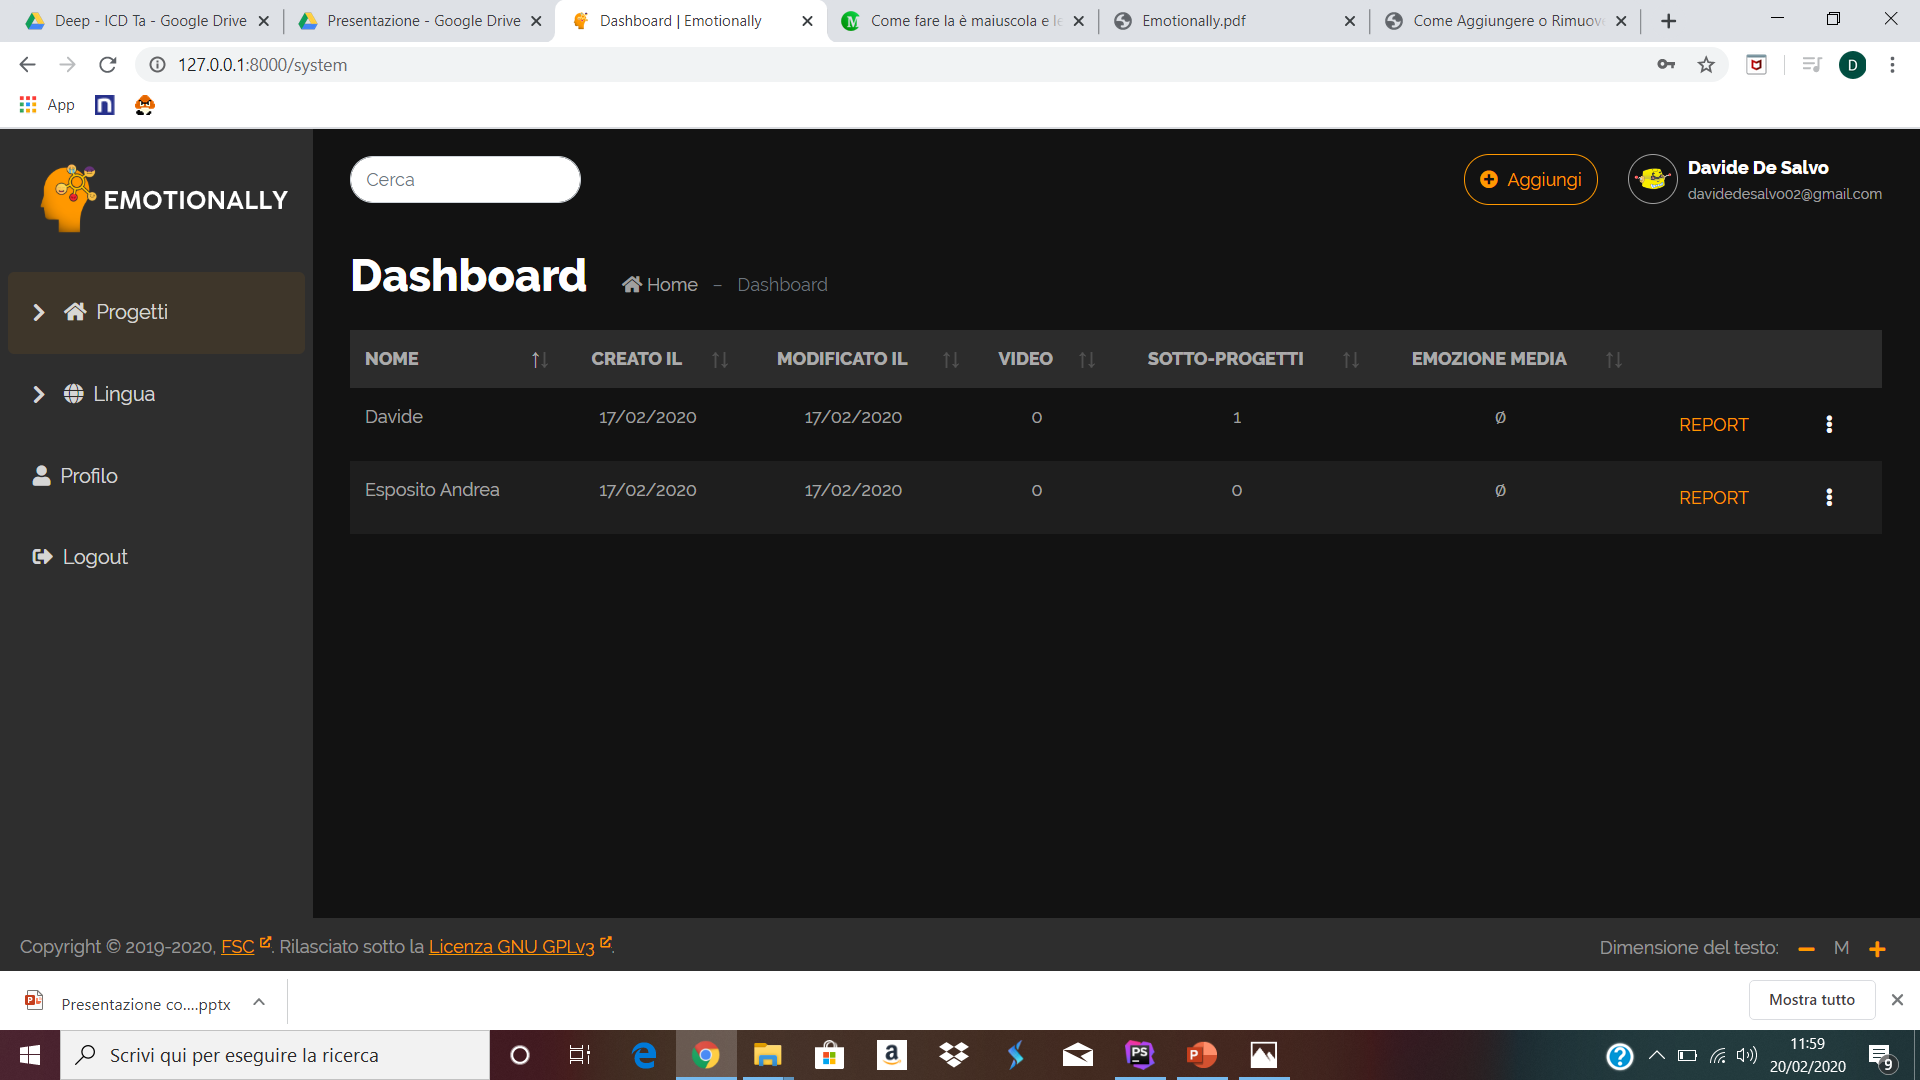 Deep - ICD Ta - Google Drive
Presentazione - Google Drive
Dashboard | Emotionally
Come fare la è maiuscola e le
Emotionally.pdf
Come Aggiungere o Rimuove
127.0.0.1:8000/system
D
App
EMOTIONALLY
Cerca
Aggiungi
Davide De Salvo
davidedesalvo02@gmail.com
Progetti
Lingua
Profilo
Logout
Dashboard
Home – Dashboard
NOME CREATO IL MODIFICATO IL VIDEO SOTTO-PROGETTI EMOZIONE MEDIA
Davide 17/02/2020 17/02/2020 0 1 Ø REPORT
Esposito Andrea 17/02/2020 17/02/2020 0 0 Ø REPORT
Copyright © 2019-2020, FSC. Rilasciato sotto la Licenza GNU GPLv3.
Dimensione del testo: − M +
Presentazione co....pptx
Mostra tutto
Scrivi qui per eseguire la ricerca
11:59
20/02/2020
9